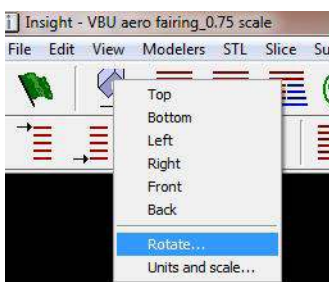 Insight - VBU aero fairing_0.75 scale
File Edit View Modelers STL Slice
Top
Bottom
Left
Right
Front
Back
Rotate...
Units and scale...